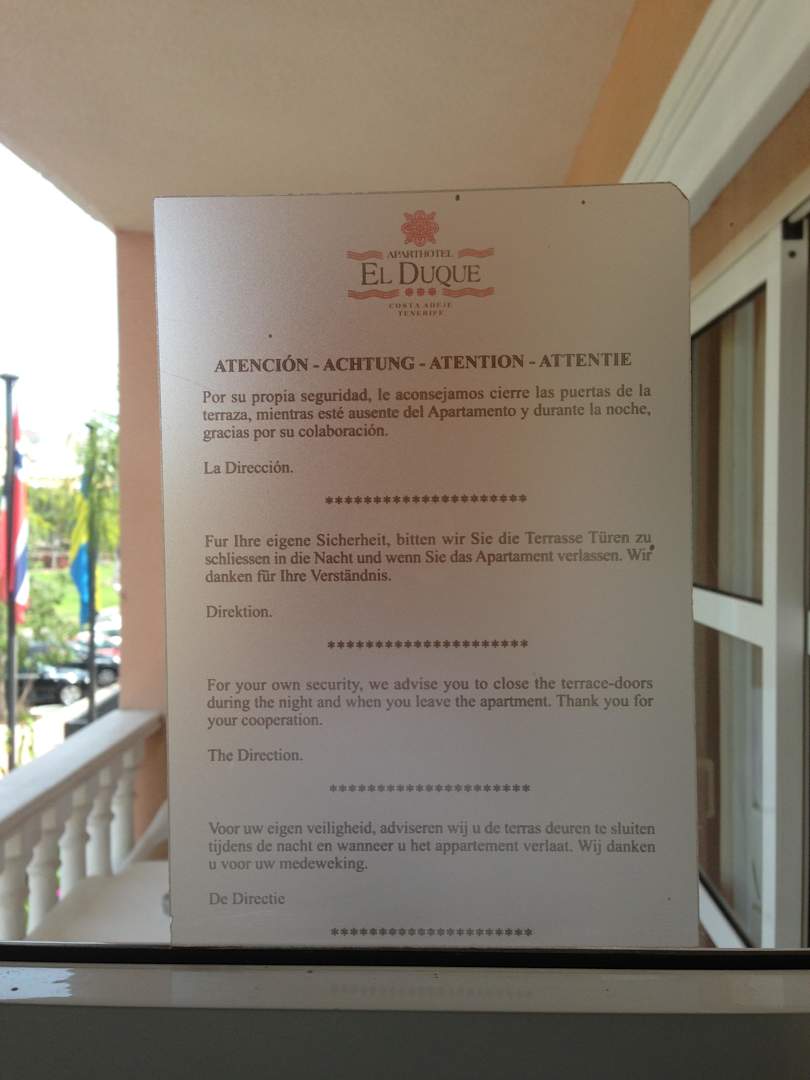 APARTHOTEL
EL DUQUE
COSTA ADEJE
TENERIFE
ATENCIÓN - ACHTUNG - ATENTION - ATTENTIE
Por su propia seguridad, le aconsejamos cierre las puertas de la
terraza, mientras esté ausente del Apartamento y durante la noche,
gracias por su colaboración.
La Dirección.
*********************
Fur Ihre eigene Sicherheit, bitten wir Sie die Terrasse Türen zu
schliessen in die Nacht und wenn Sie das Apartament verlassen. Wir
danken für Ihre Verständnis.
Direktion.
*********************
For your own security, we advise you to close the terrace-doors
during the night and when you leave the apartment. Thank you for
your cooperation.
The Direction.
*********************
Voor uw eigen veiligheid, adviseren wij u de terras deuren te sluiten
tijdens de nacht en wanneer u het appartement verlaat. Wij danken
u voor uw medeweking.
De Directie
*********************